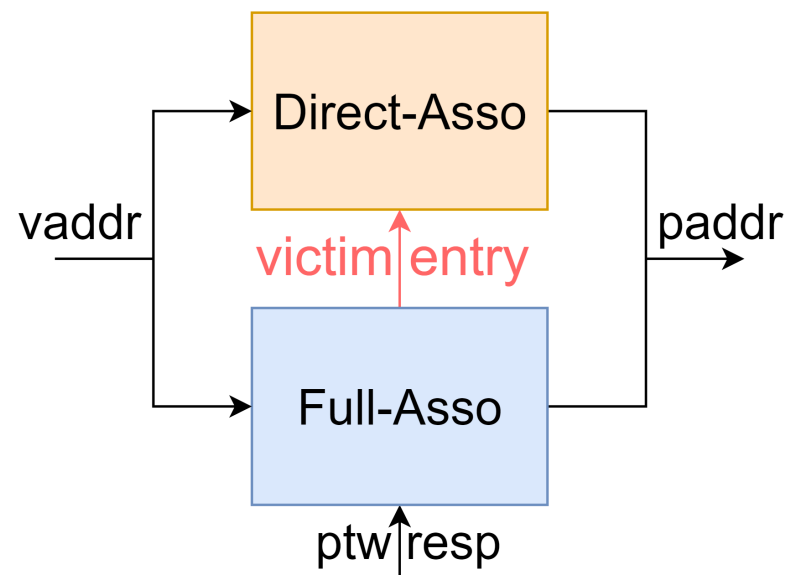 Direct-Asso
vaddr
paddr
victim entry
Full-Asso
ptw resp